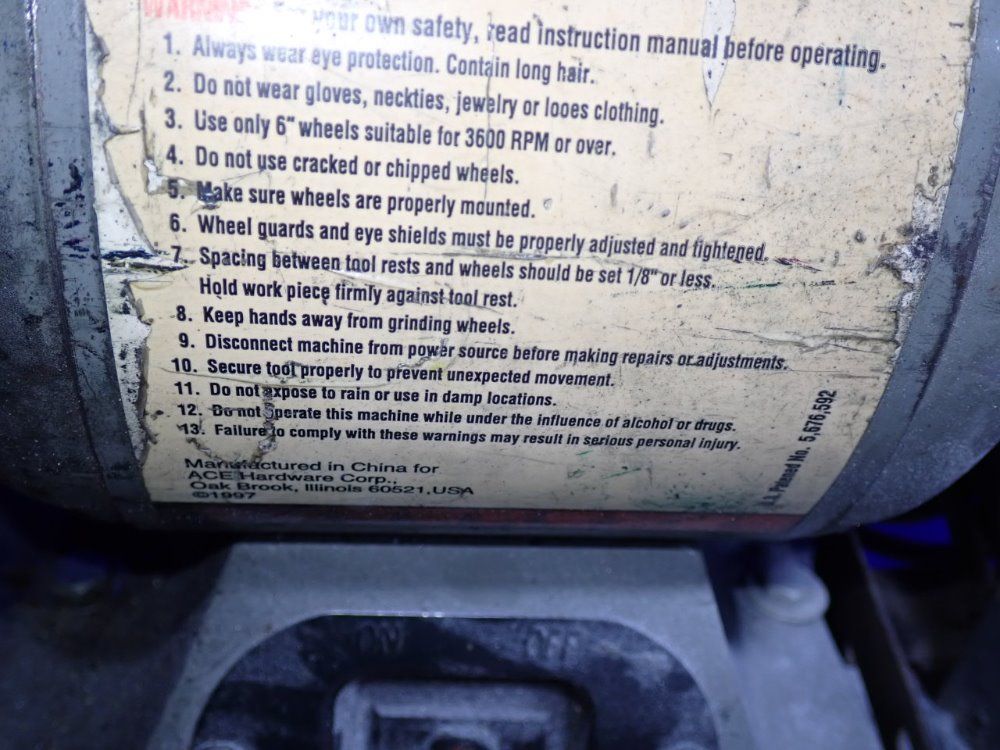 WARNING your own safety, read instruction manual before operating.
1. Always wear eye protection. Contain long hair.
2. Do not wear gloves, neckties, jewelry or looes clothing.
3. Use only 6" wheels suitable for 3600 RPM or over.
4. Do not use cracked or chipped wheels.
5. Make sure wheels are properly mounted.
6. Wheel guards and eye shields must be properly adjusted and tightened.
7. Spacing between tool rests and wheels should be set 1/8" or less.
Hold work piece firmly against tool rest.
8. Keep hands away from grinding wheels.
9. Disconnect machine from power source before making repairs or adjustments.
10. Secure tool properly to prevent unexpected movement.
11. Do not expose to rain or use in damp locations.
12. Do not operate this machine while under the influence of alcohol or drugs.
13. Failure to comply with these warnings may result in serious personal injury.
Manufactured in China for
ACE Hardware Corp.,
Oak Brook, Illinois 60521,USA
©1997
No. 5,676,592
ON OFF